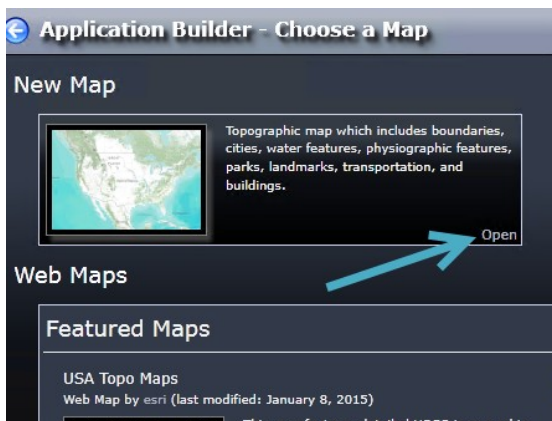 Application Builder - Choose a Map
New Map
Topographic map which includes boundaries,
cities, water features, physiographic features,
parks, landmarks, transportation, and
buildings.
Open
Web Maps
Featured Maps
USA Topo Maps
Web Map by esri (last modified: January 8, 2015)